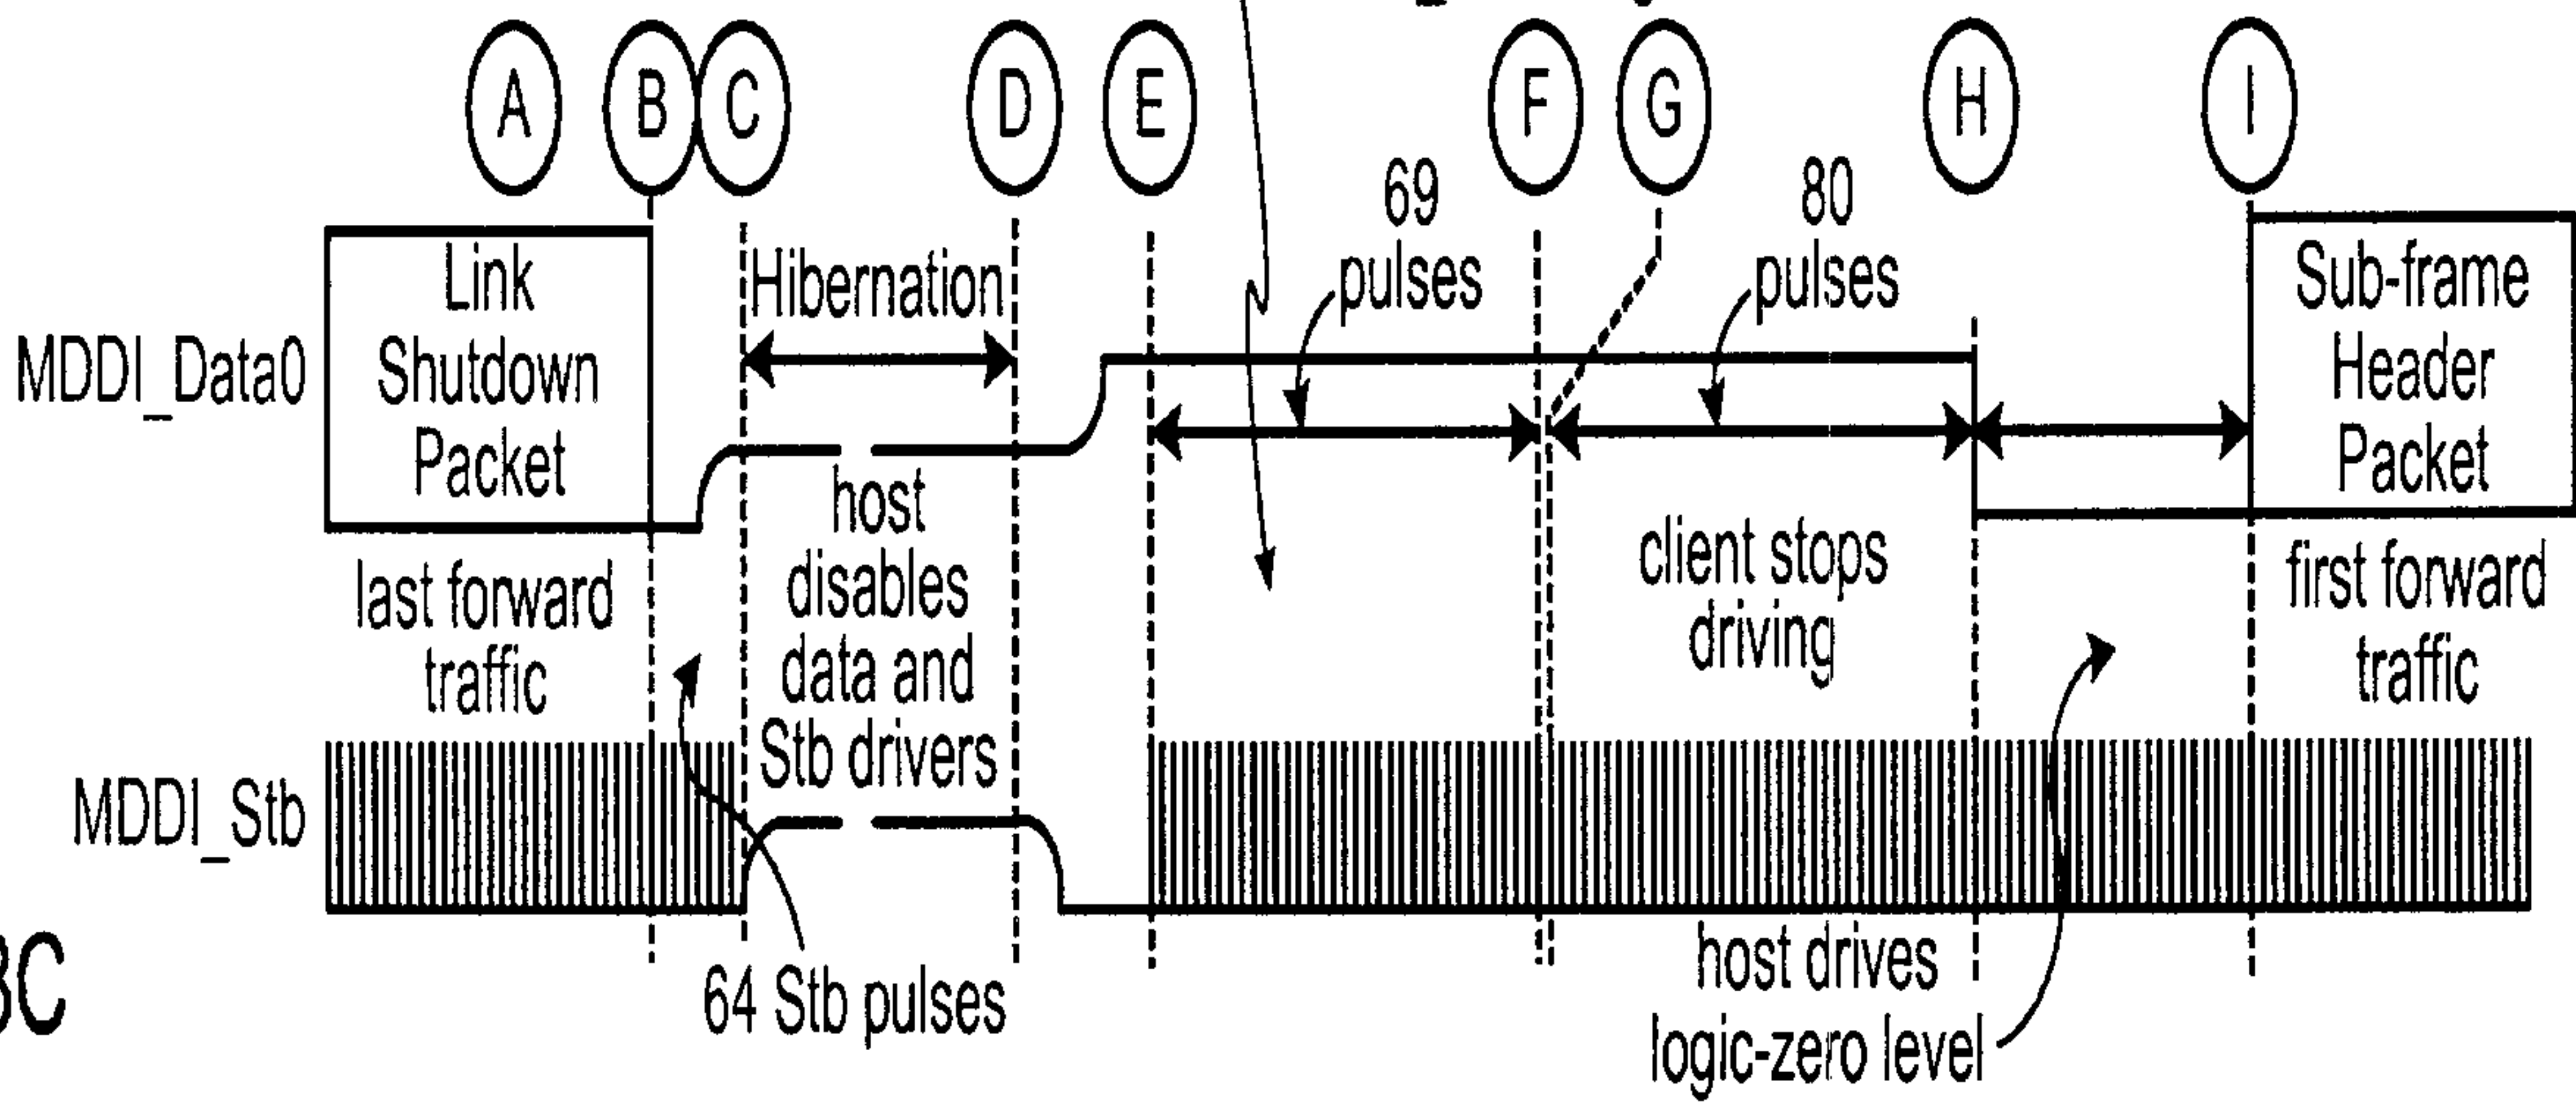 A B C D E F G H I
69
pulses
80
pulses
Hibernation
MDDI_Data0
Link
Shutdown
Packet
Sub-frame
Header
Packet
last forward
traffic
host
disables
data and
Stb drivers
client stops
driving
first forward
traffic
MDDI_Stb
64 Stb pulses
host drives
logic-zero level